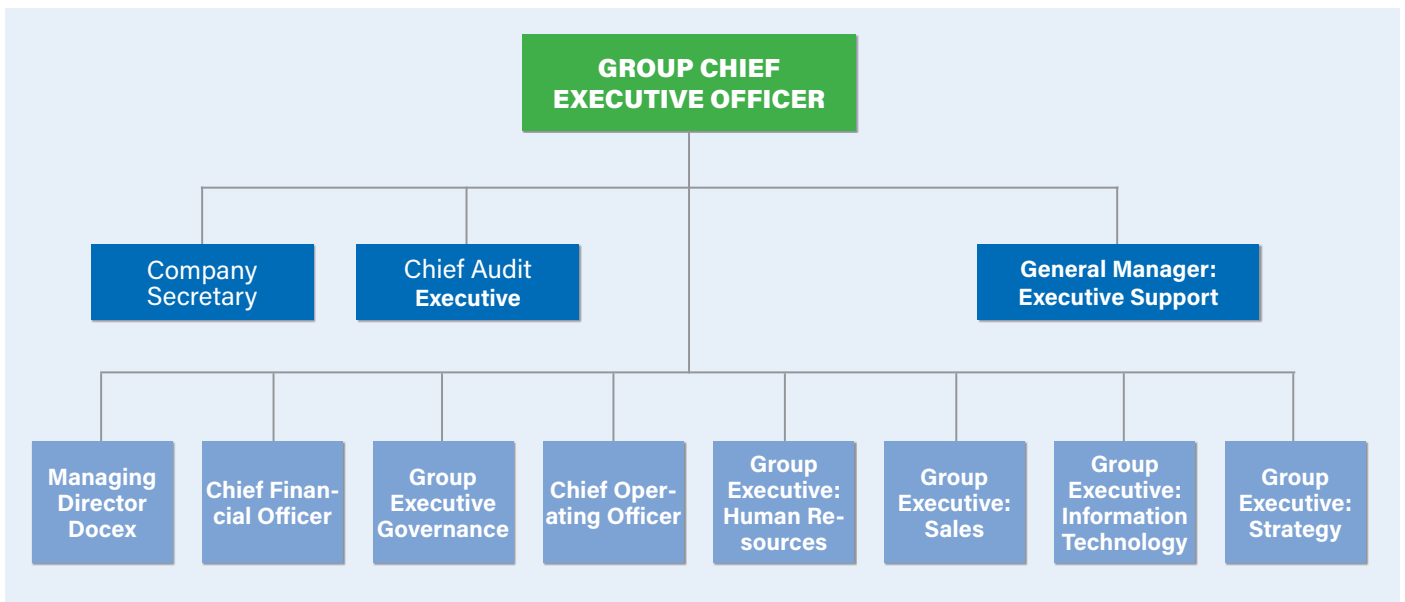 GROUP CHIEF
EXECUTIVE OFFICER
Company
Secretary
Chief Audit
Executive
General Manager:
Executive Support
Managing
Director
Docex
Chief Finan-
cial Officer
Group
Executive
Governance
Chief Oper-
ating Officer
Group
Executive:
Human Re-
sources
Group
Executive:
Sales
Group
Executive:
Information
Technology
Group
Executive:
Strategy